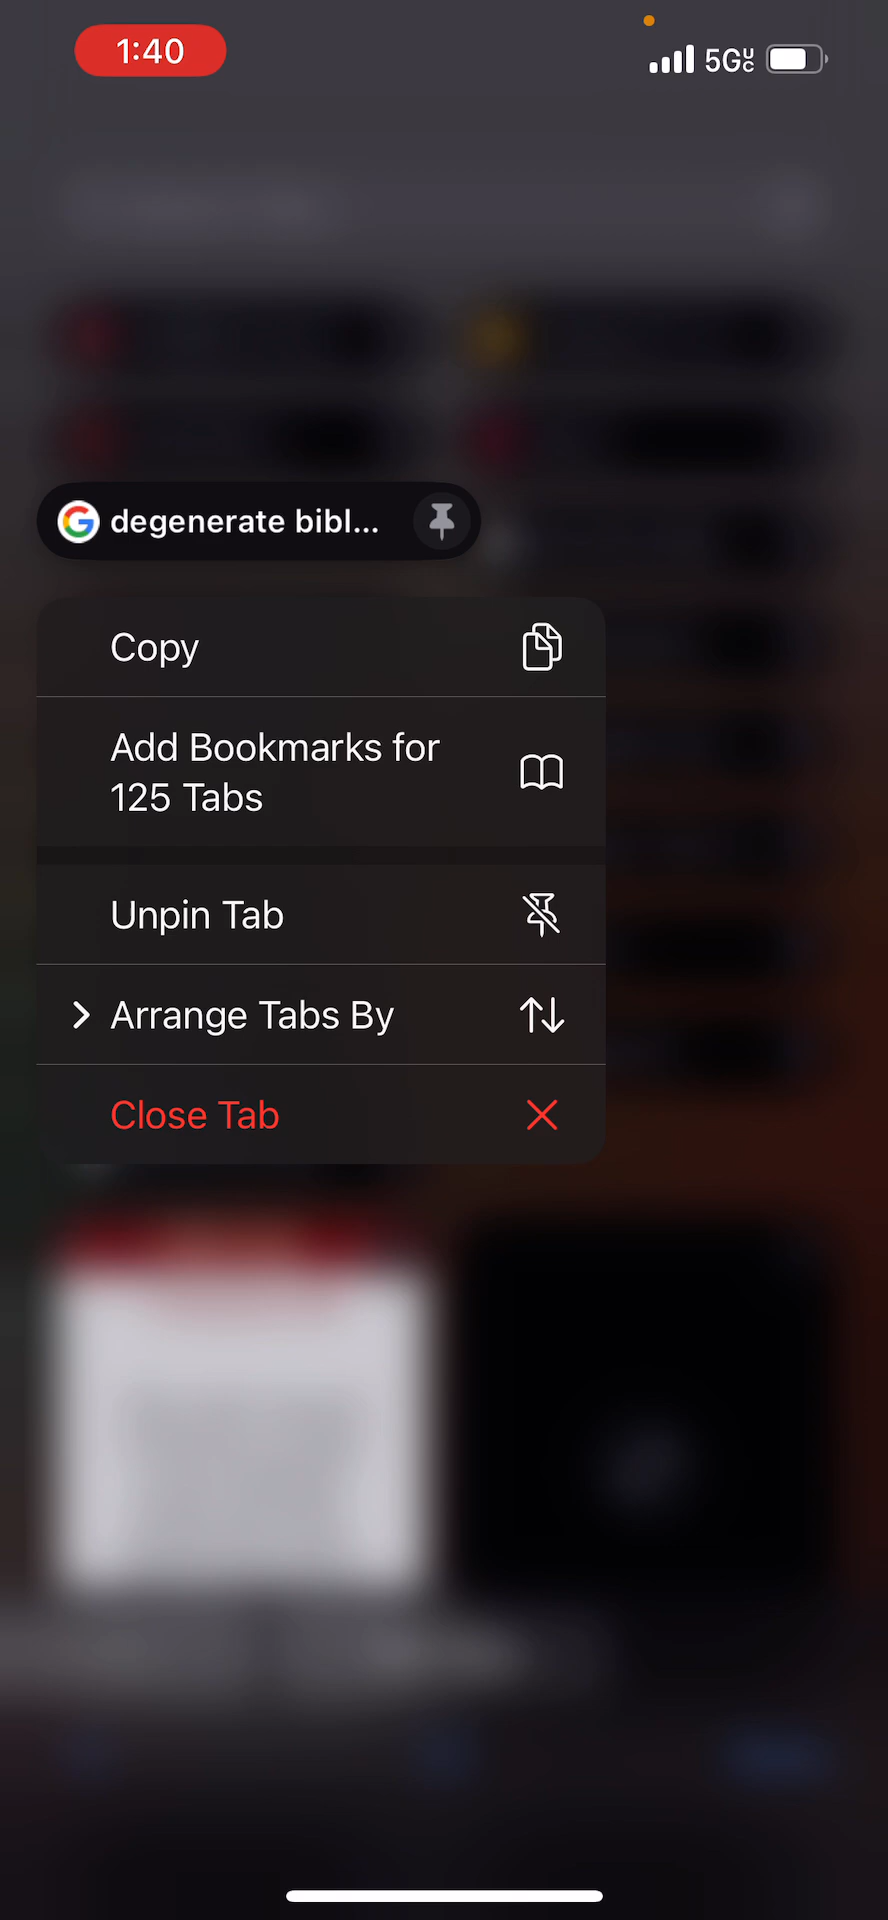 1:40
5G UC
degenerate bibl...
Copy
Add Bookmarks for
125 Tabs
Unpin Tab
Arrange Tabs By
Close Tab